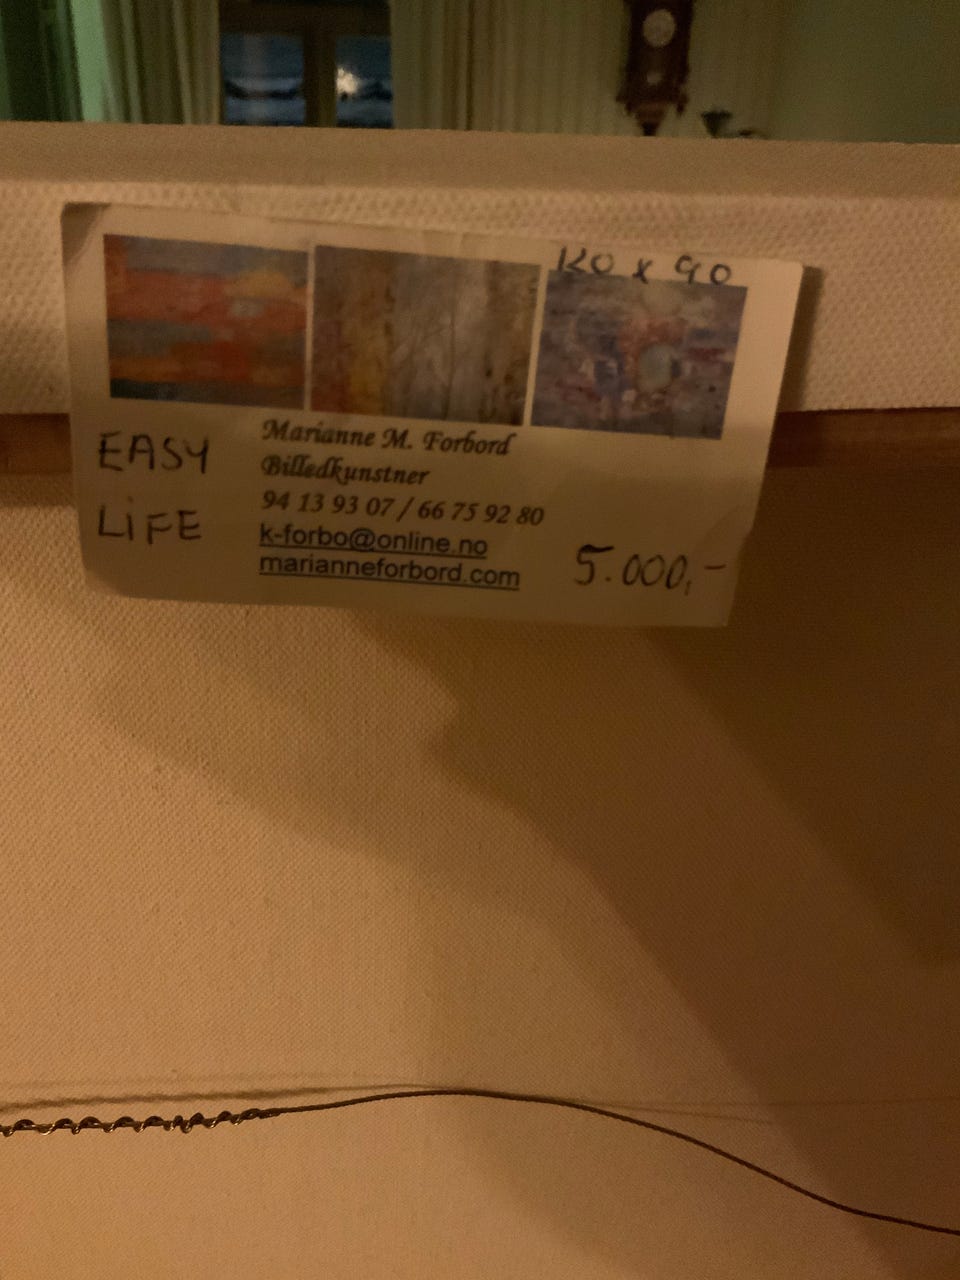 120 x 90
EASY
LiFE
Marianne M. Forbord
Billedkunstner
94 13 93 07 / 66 75 92 80
k-forbo@online.no
marianneforbord.com
5.000,-